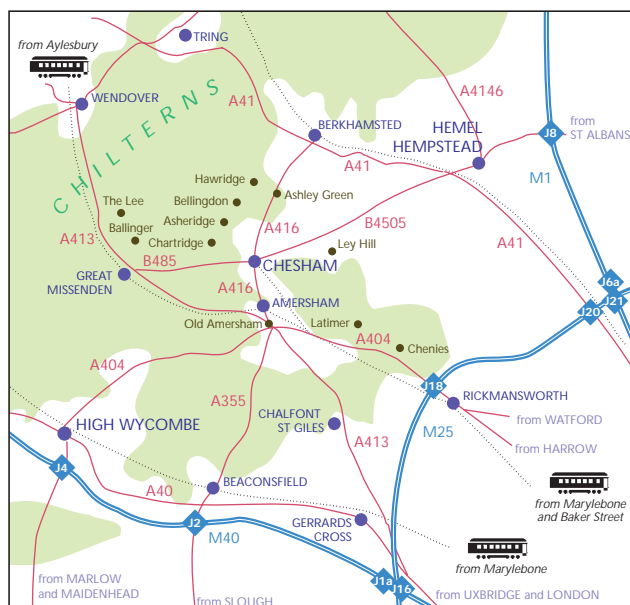 from Aylesbury
TRING
WENDOVER
CHILTERNS
A41
A4146
BERKHAMSTED
HEMEL
HEMPSTEAD
from
ST ALBANS
J8
M1
A41
Hawridge
Ashley Green
Bellingdon
The Lee
Asheridge
Ballinger
Chartridge
A416
B4505
A41
A413
B485
Ley Hill
CHESHAM
GREAT
MISSENDEN
A416
AMERSHAM
J6a
J21
J20
Old Amersham
Latimer
A404
Chenies
A404
A355
J18
RICKMANSWORTH
HIGH WYCOMBE
CHALFONT
ST GILES
A413
M25
from WATFORD
from HARROW
J4
A40
BEACONSFIELD
from Marylebone
and Baker Street
J2
M40
GERRARDS
CROSS
from Marylebone
J1a
J16
from MARLOW
and MAIDENHEAD
from SLOUGH
from UXBRIDGE and LONDON